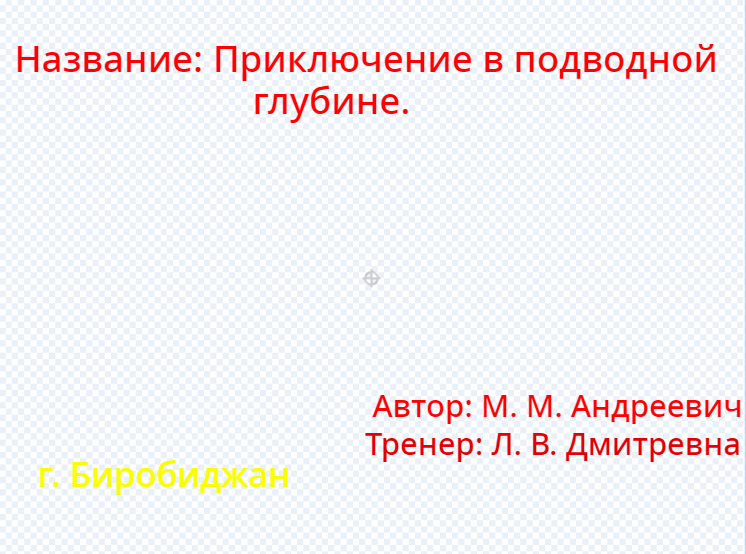 Название: Приключение в подводной
глубине.
Автор: М. М. Андреевич
Тренер: Л. В. Дмитревна
г. Биробиджан